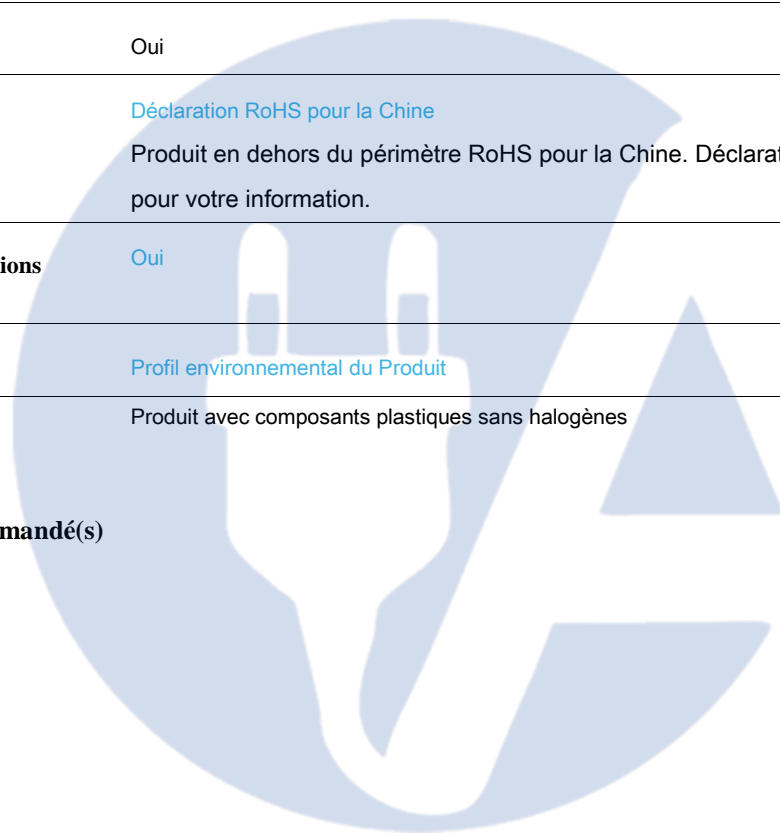 Oui
Déclaration RoHS pour la Chine
Produit en dehors du périmètre RoHS pour la Chine. Déclarat
pour votre information.
ions
Oui
Profil environnemental du Produit
Produit avec composants plastiques sans halogènes
mandé(s)